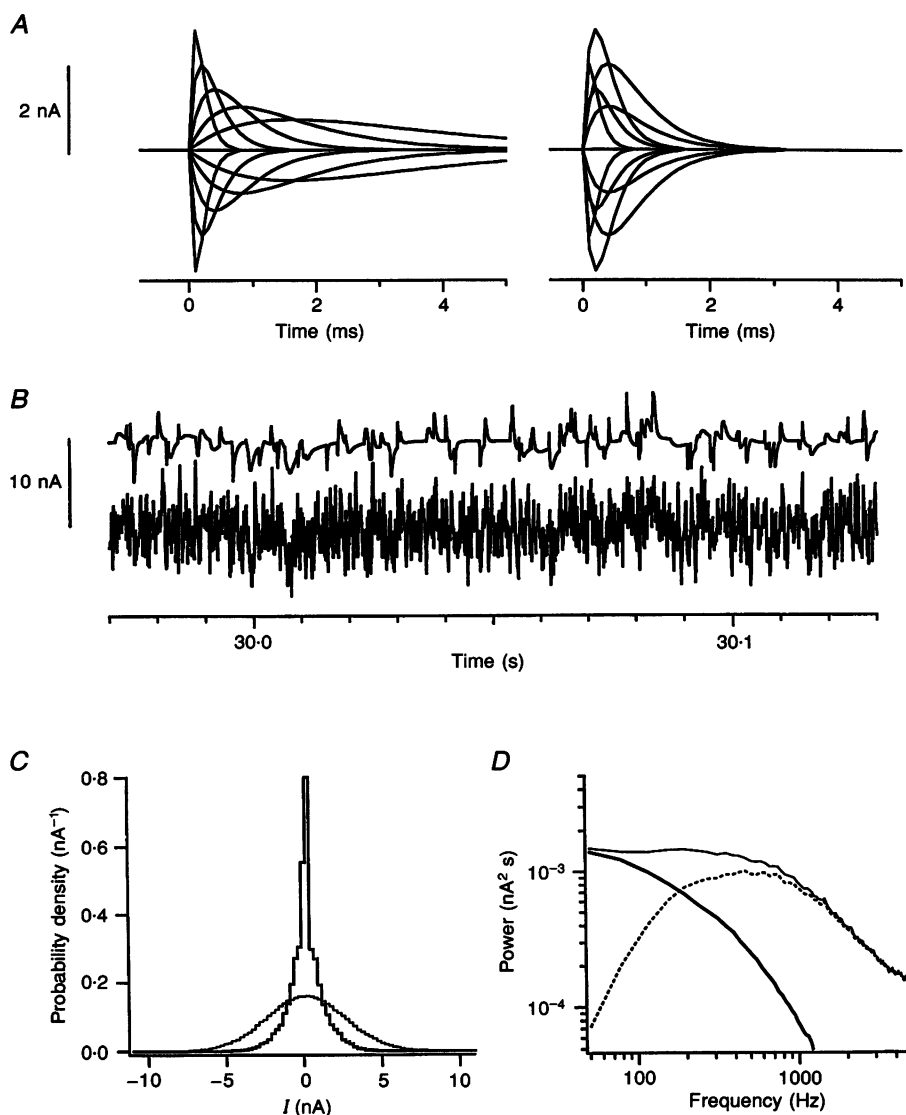 A
2 nA
0 2 4
Time (ms)
0 2 4
Time (ms)
B
10 nA
30·0 30·1
Time (s)
C
0·8
0·6
0·4
0·2
0·0
Probability density (nA−1)
−10 −5 0 5 10
I (nA)
D
10−3
10−4
Power (nA2 s)
100 1000
Frequency (Hz)